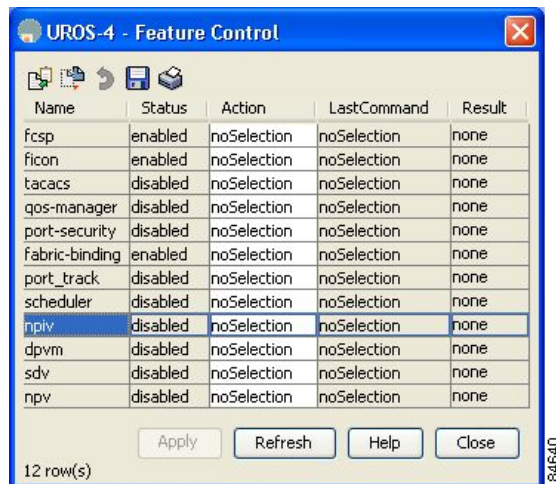 UROS-4 - Feature Control
Name Status Action LastCommand Result
fcsp enabled noSelection noSelection none
ficon enabled noSelection noSelection none
tacacs disabled noSelection noSelection none
qos-manager disabled noSelection noSelection none
port-security disabled noSelection noSelection none
fabric-binding enabled noSelection noSelection none
port_track disabled noSelection noSelection none
scheduler disabled noSelection noSelection none
npiv disabled noSelection noSelection none
dpvm disabled noSelection noSelection none
sdv disabled noSelection noSelection none
npv disabled noSelection noSelection none
Apply Refresh Help Close
12 row(s)
84640